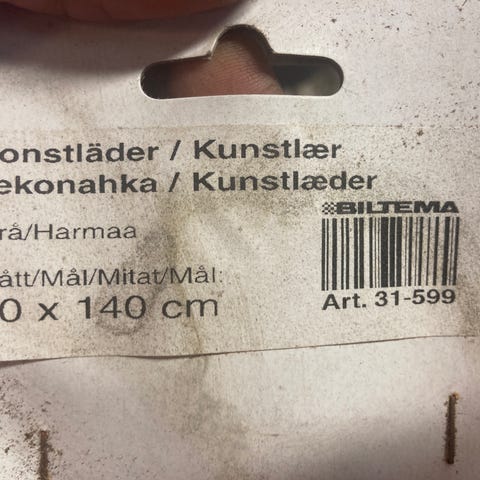 onstläder / Kunstlær
ekonahka / Kunstlæder
BILTEMA
rå/Harmaa
Art. 31-599
ått/Mål/Mitat/Mål:
0 x 140 cm